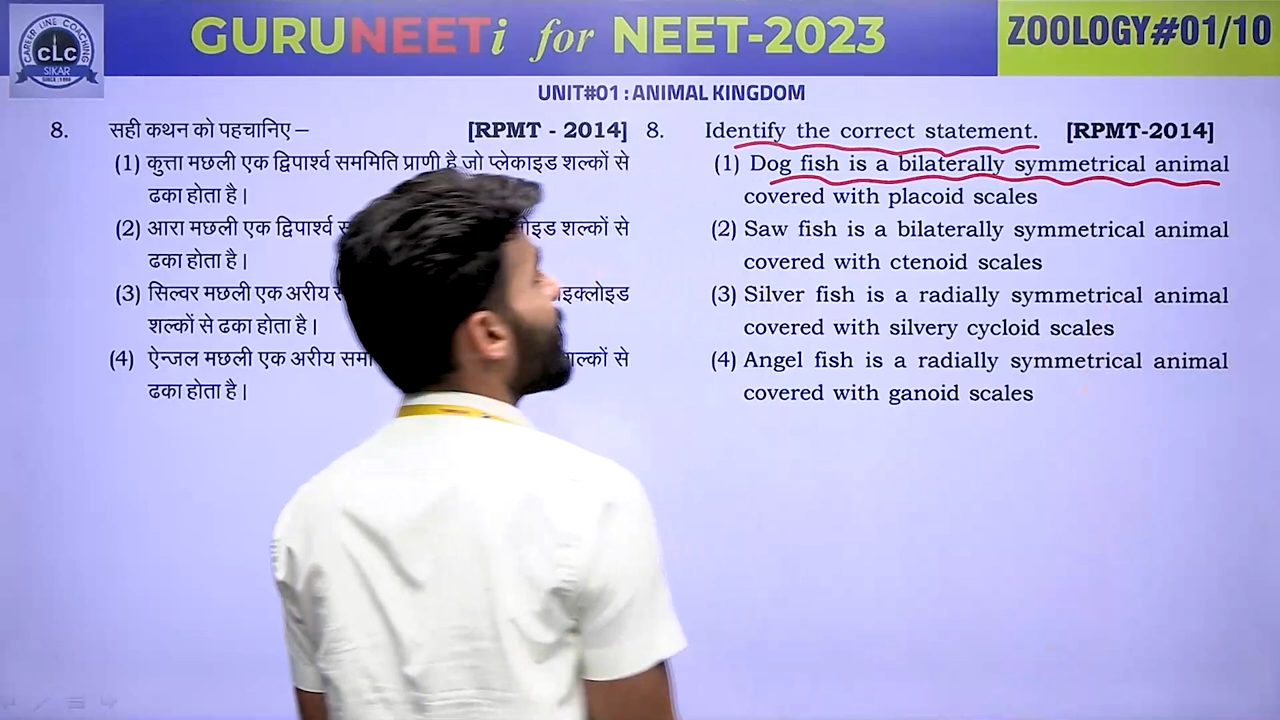 CAREER LINE COACHING
CLC
SIKAR
SINCE : 1996
GURUNEETi for NEET-2023
ZOOLOGY#01/10
UNIT#01 : ANIMAL KINGDOM
8. सही कथन को पहचानिए – [RPMT - 2014]
(1) कुत्ता मछली एक द्विपार्श्व सममिति प्राणी है जो प्लेकाइड शल्कों से
ढका होता है।
(2) आरा मछली एक द्विपार्श्व शल्कों से
ढका होता है।
(3) सिल्वर मछली एक अरीय
शल्कों से ढका होता है।
(4) ऐन्जल मछली एक अरीय से
ढका होता है।
8. Identify the correct statement. [RPMT-2014]
(1) Dog fish is a bilaterally symmetrical animal
covered with placoid scales
(2) Saw fish is a bilaterally symmetrical animal
covered with ctenoid scales
(3) Silver fish is a radially symmetrical animal
covered with silvery cycloid scales
(4) Angel fish is a radially symmetrical animal
covered with ganoid scales